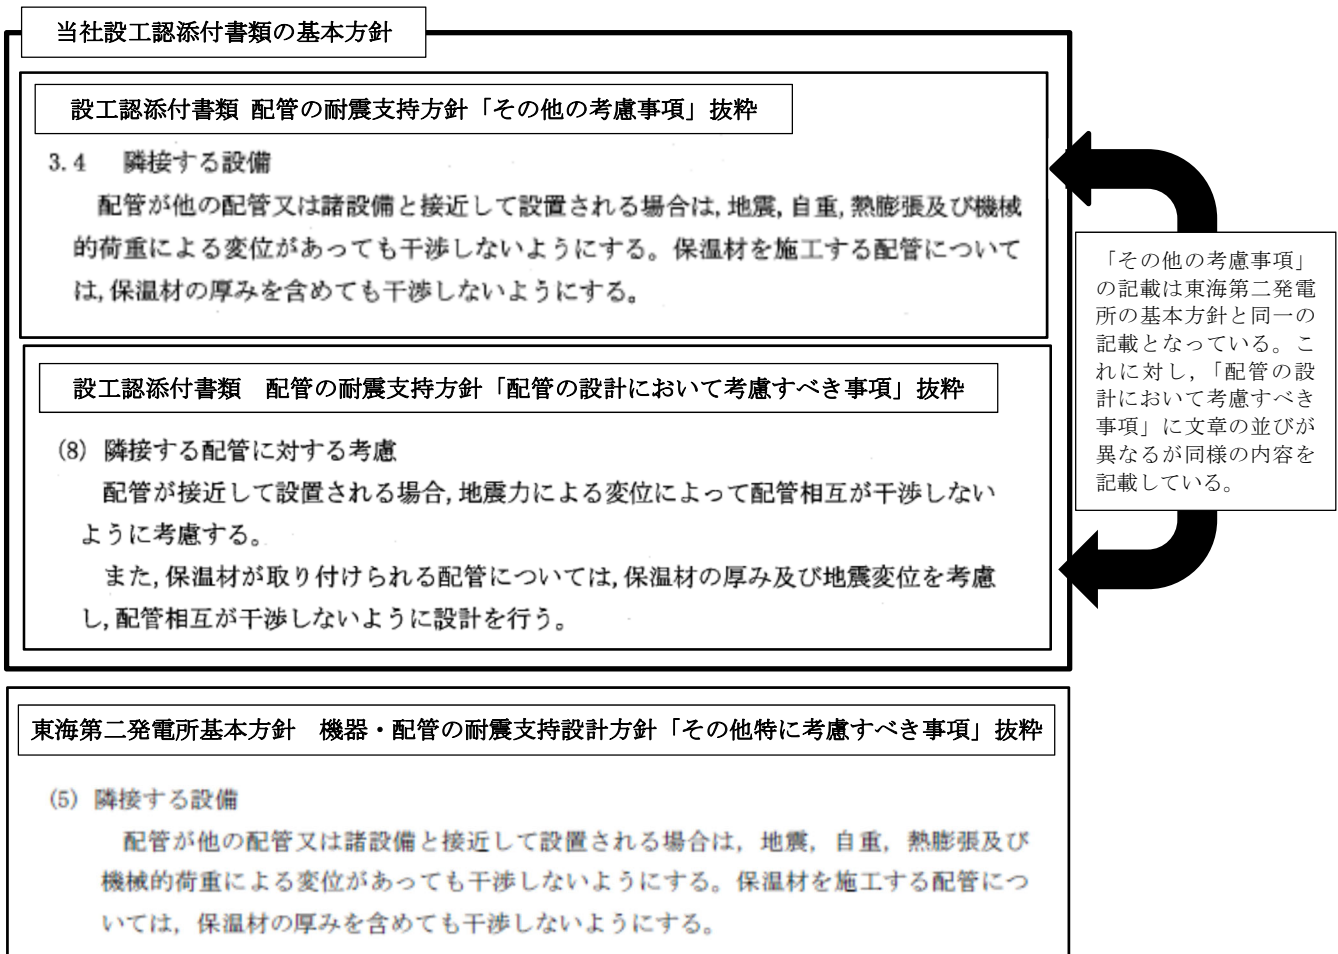 当社設工認添付書類の基本方針
設工認添付書類 配管の耐震支持方針「その他の考慮事項」抜粋
3.4　隣接する設備
配管が他の配管又は諸設備と接近して設置される場合は,地震,自重,熱膨張及び機械
的荷重による変位があっても干渉しないようにする。保温材を施工する配管について
は,保温材の厚みを含めても干渉しないようにする。
設工認添付書類　配管の耐震支持方針「配管の設計において考慮すべき事項」抜粋
(8) 隣接する配管に対する考慮
配管が接近して設置される場合,地震力による変位によって配管相互が干渉しない
ように考慮する。
また,保温材が取り付けられる配管については,保温材の厚み及び地震変位を考慮
し,配管相互が干渉しないように設計を行う。
「その他の考慮事項」
の記載は東海第二発電
所の基本方針と同一の
記載となっている。こ
れに対し,「配管の設
計において考慮すべき
事項」に文章の並びが
異なるが同様の内容を
記載している。
東海第二発電所基本方針　機器・配管の耐震支持設計方針「その他特に考慮すべき事項」抜粋
(5) 隣接する設備
配管が他の配管又は諸設備と接近して設置される場合は，地震，自重，熱膨張及び
機械的荷重による変位があっても干渉しないようにする。保温材を施工する配管につ
いては，保温材の厚みを含めても干渉しないようにする。